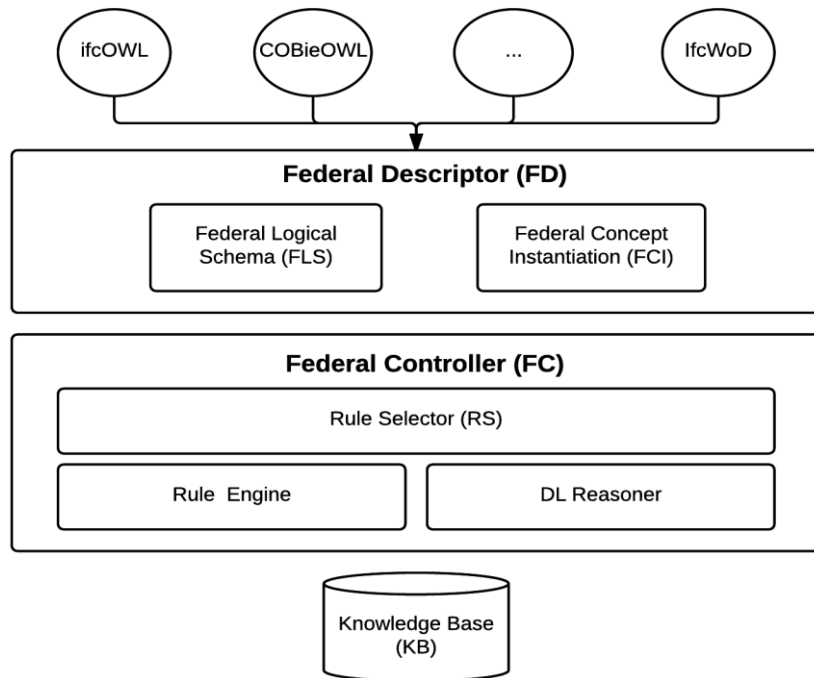 ifcOWL
COBieOWL
...
IfcWoD
Federal Descriptor (FD)
Federal Logical
Schema (FLS)
Federal Concept
Instantiation (FCI)
Federal Controller (FC)
Rule Selector (RS)
Rule Engine
DL Reasoner
Knowledge Base
(KB)